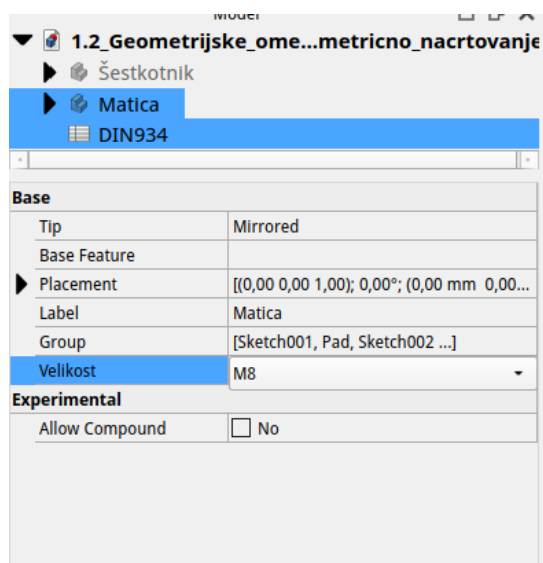 Model
1.2_Geometrijske_ome...metricno_nacrtovanje
Šestkotnik
Matica
DIN934
Base
Tip Mirrored
Base Feature
Placement [(0,00 0,00 1,00); 0,00°; (0,00 mm 0,00...
Label Matica
Group [Sketch001, Pad, Sketch002 ...]
Velikost M8
Experimental
Allow Compound No